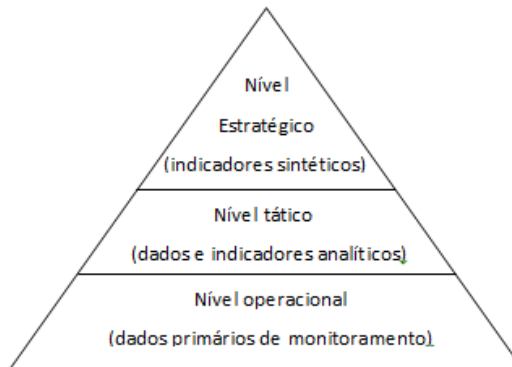 Nível
Estratégico
(indicadores sintéticos)
Nível tático
(dados e indicadores analíticos)
Nível operacional
(dados primários de monitoramento)